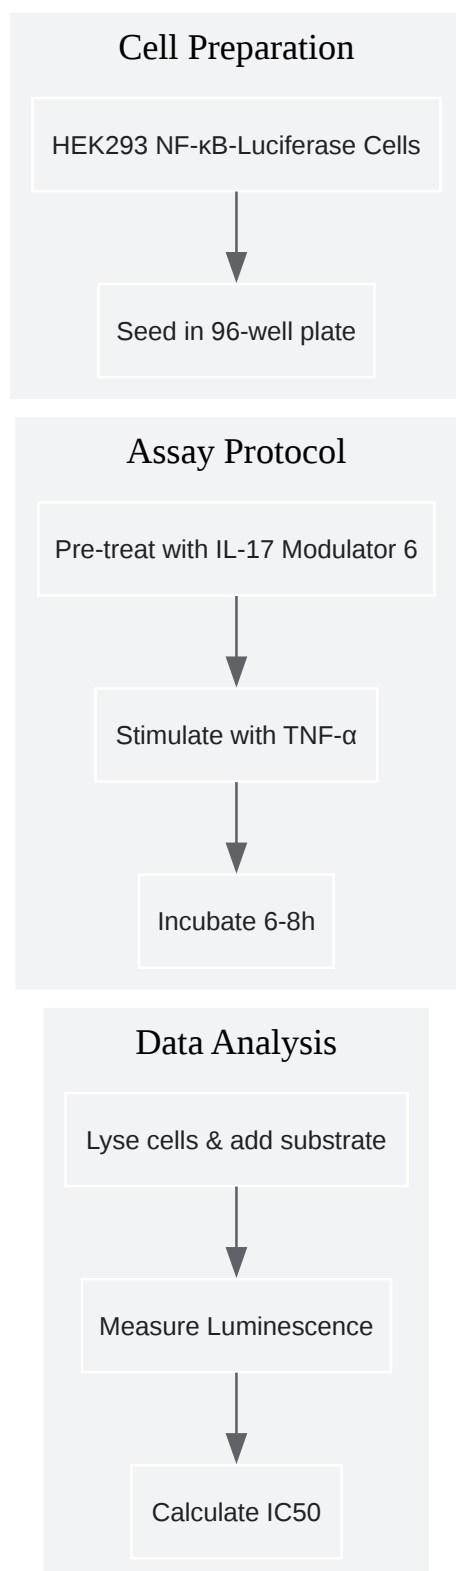 Cell Preparation
HEK293 NF-κB-Luciferase Cells
Seed in 96-well plate
Assay Protocol
Pre-treat with IL-17 Modulator 6
Stimulate with TNF-α
Incubate 6-8h
Data Analysis
Lyse cells & add substrate
Measure Luminescence
Calculate IC50